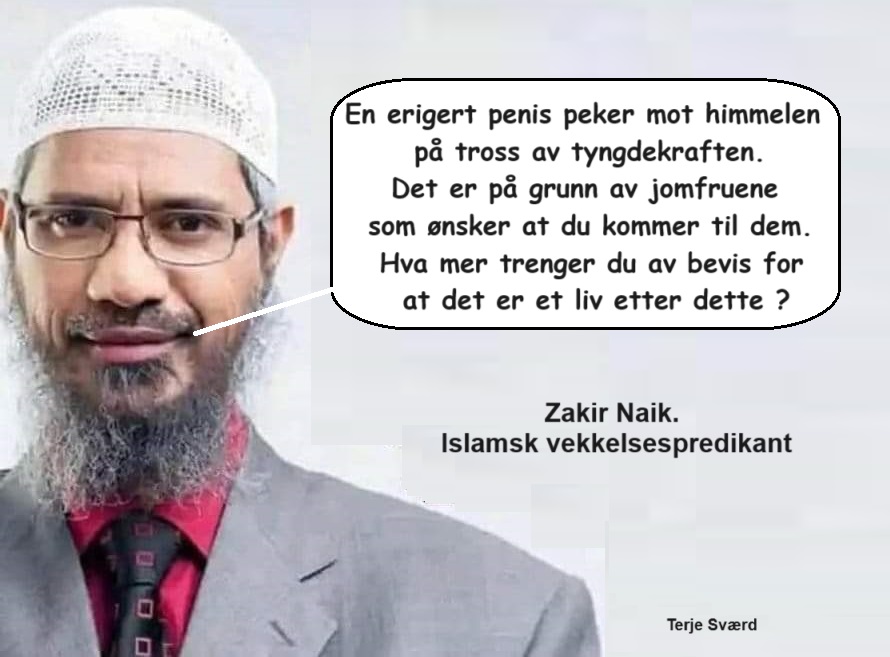 En erigert penis peker mot himmelen
på tross av tyngdekraften.
Det er på grunn av jomfruene
som ønsker at du kommer til dem.
Hva mer trenger du av bevis for
at det er et liv etter dette ?
Zakir Naik.
Islamsk vekkelsespredikant
Terje Sværd